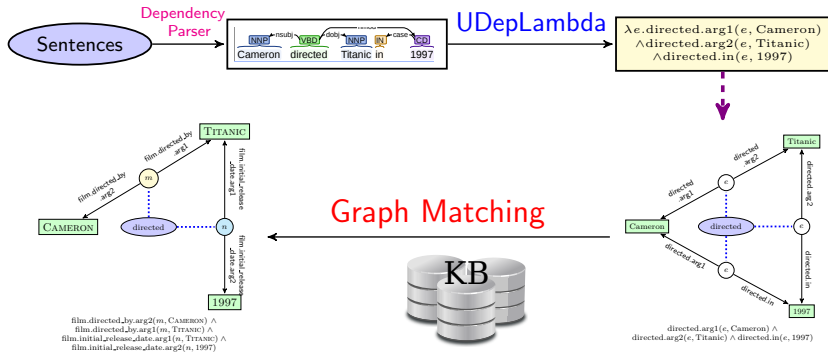 Sentences
Dependency
Parser
nsubj
dobj
case
NNP
VBD
NNP
IN
CD
Cameron directed Titanic in 1997
UDepLambda
λe.directed.arg1(e, Cameron)
∧directed.arg2(e, Titanic)
∧directed.in(e, 1997)
TITANIC
film.directed_by
.arg1
film.directed_by
.arg2
m
film.initial_release
_date.arg1
CAMERON
directed
n
film.initial_release
_date.arg2
1997
film.directed_by.arg2(m, CAMERON) ∧
film.directed_by.arg1(m, TITANIC) ∧
film.initial_release_date.arg1(n, TITANIC) ∧
film.initial_release_date.arg2(n, 1997)
Graph Matching
KB
Titanic
directed
.arg2
e
directed
.arg1
directed.arg2
Cameron
directed
e
directed.arg1
e
directed.in
directed.in
1997
directed.arg1(e, Cameron) ∧
directed.arg2(e, Titanic) ∧ directed.in(e, 1997)